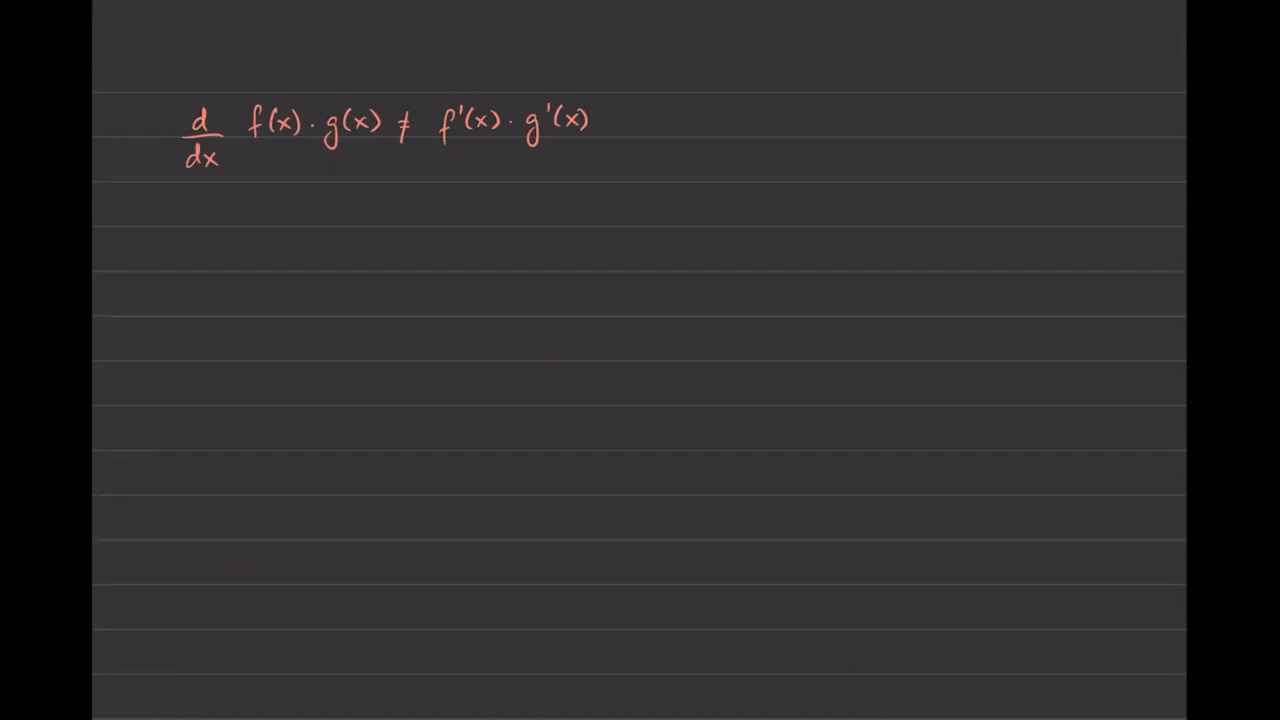 d/dx f(x) · g(x) ≠ f'(x) · g'(x)